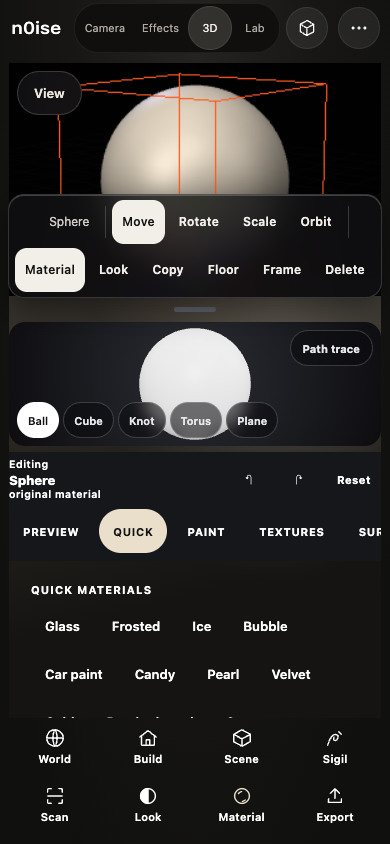 nOise Camera Effects 3D Lab
View
Sphere Move Rotate Scale Orbit
Material Look Copy Floor Frame Delete
Path trace
Ball Cube Knot Torus Plane
Editing
Sphere
original material
Reset
PREVIEW QUICK PAINT TEXTURES SUR
QUICK MATERIALS
Glass Frosted Ice Bubble
Car paint Candy Pearl Velvet
World Build Scene Sigil
Scan Look Material Export